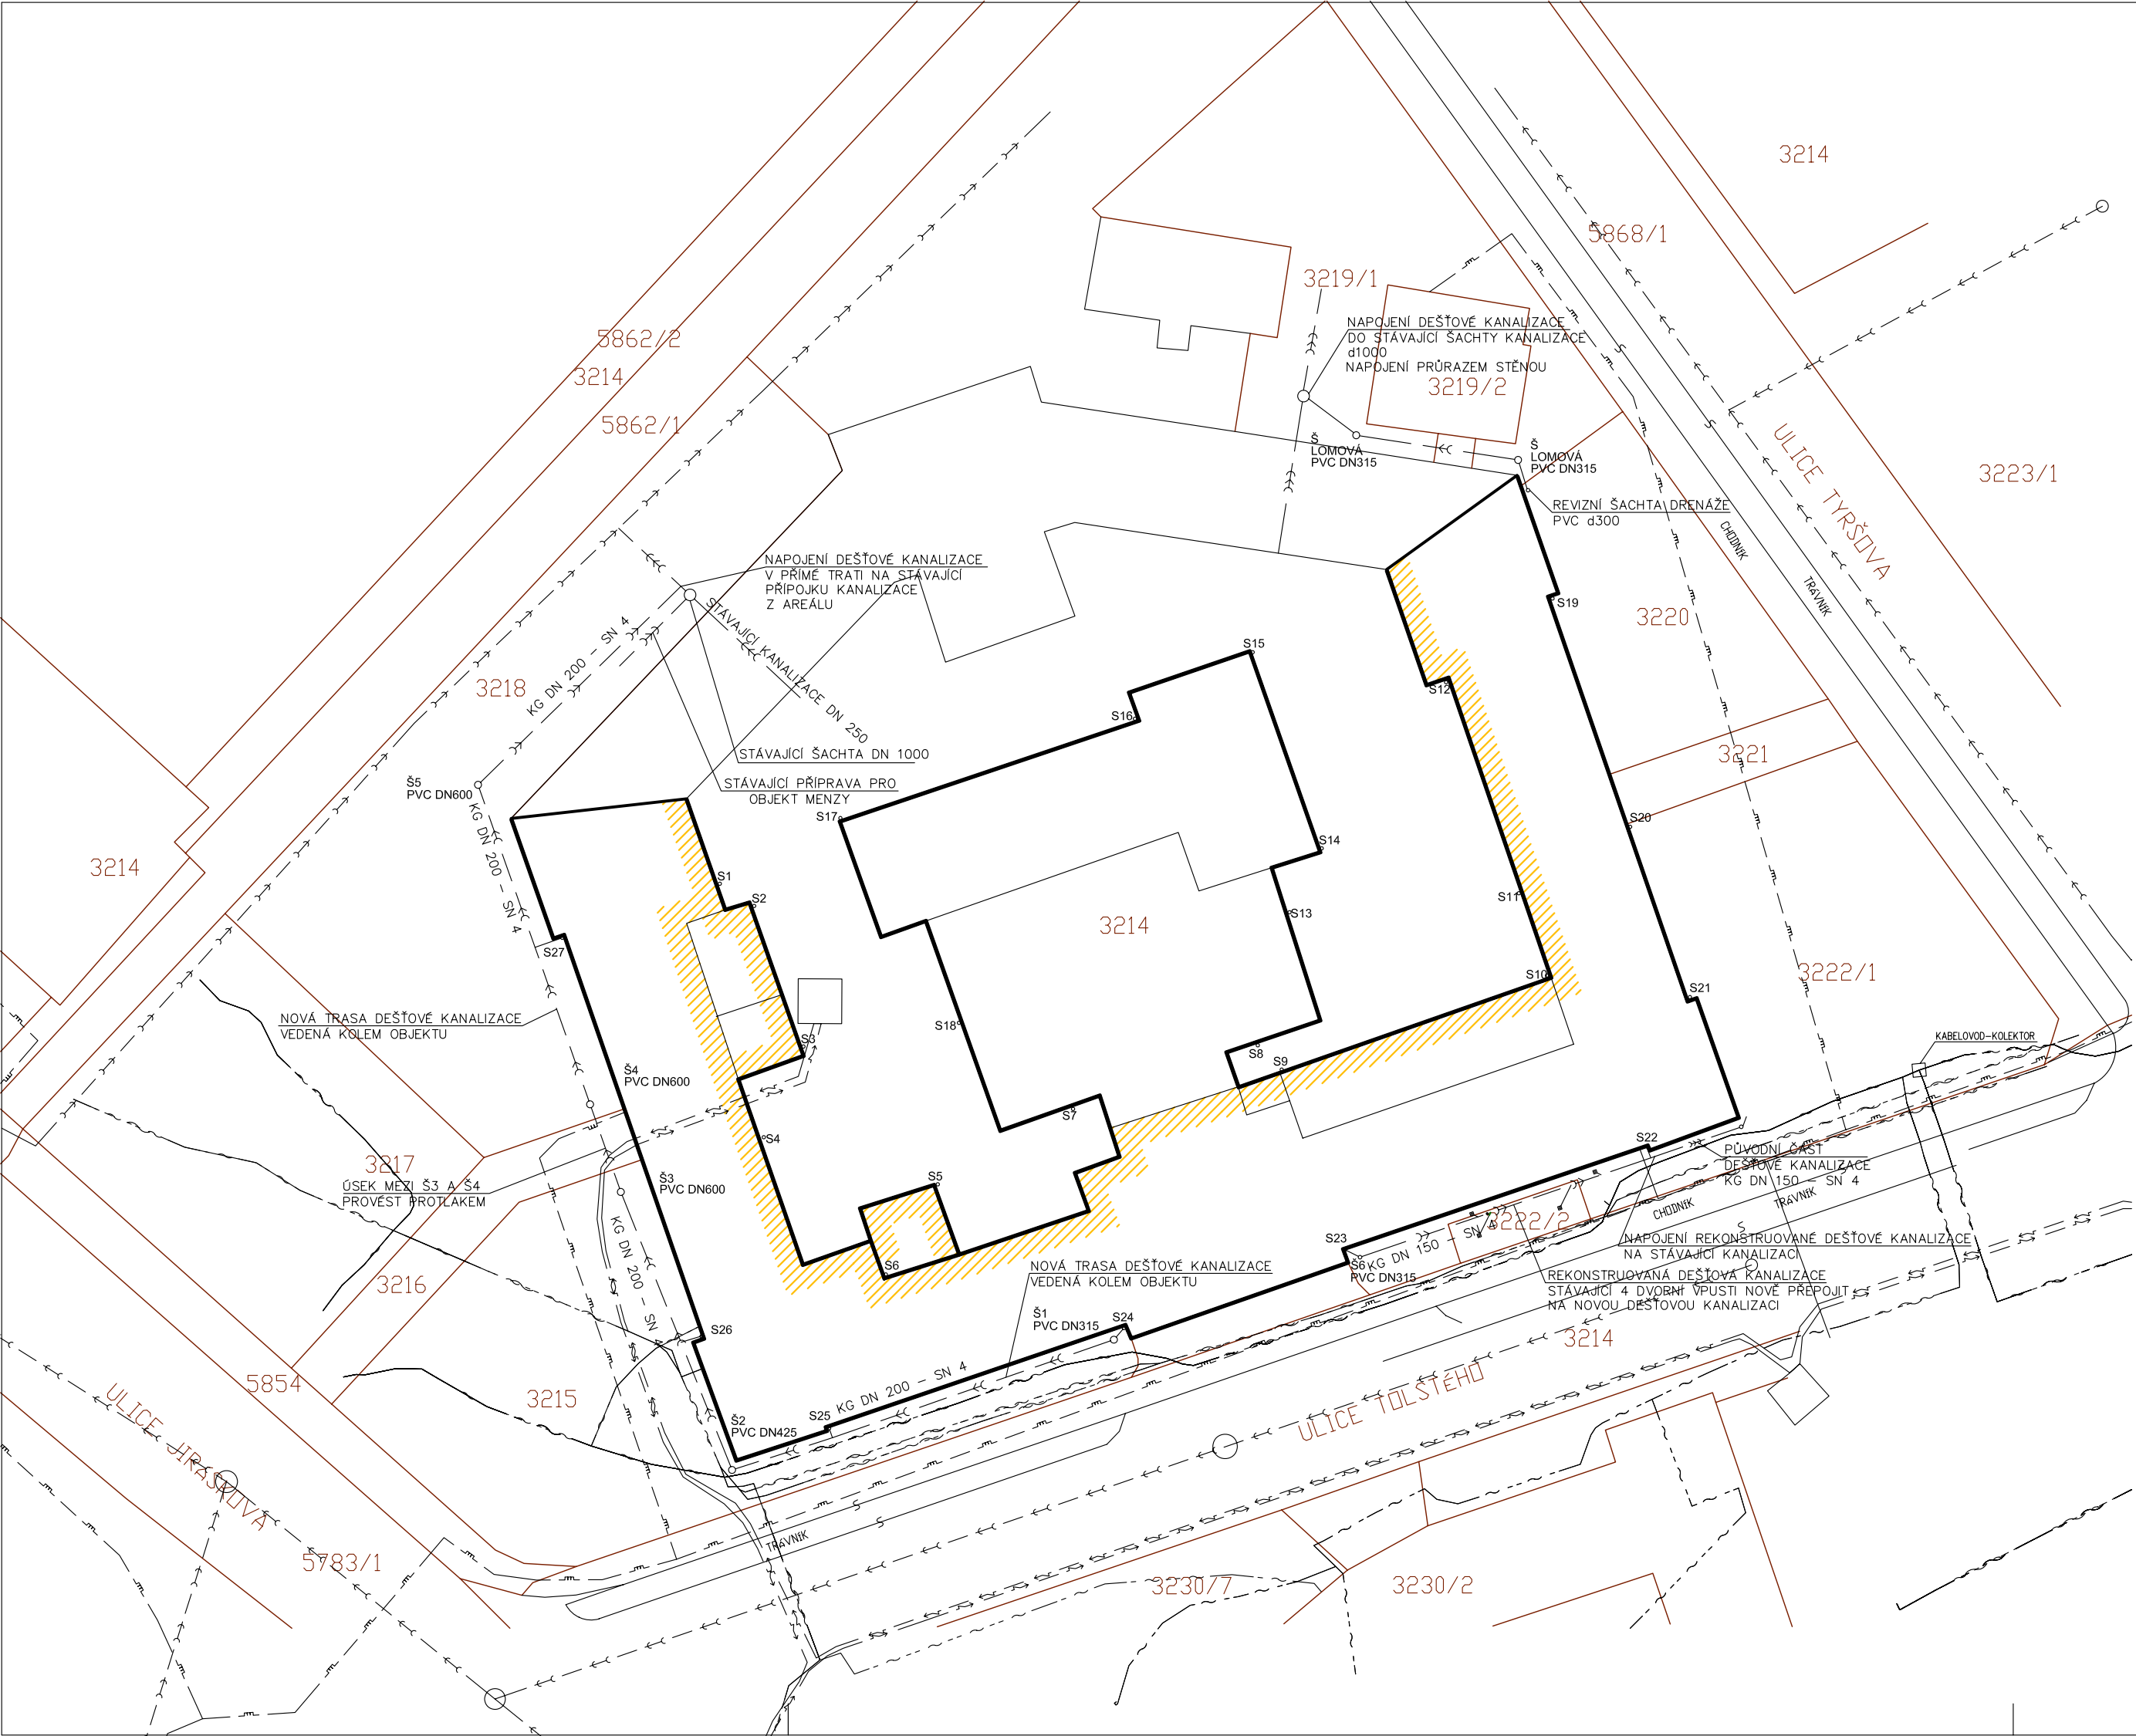 3214
5868/1
3219/1
NAPOJENÍ DEŠŤOVÉ KANALIZACE
DO STÁVAJÍCÍ ŠACHTY KANALIZACE
d1000
NAPOJENÍ PRŮRAZEM STĚNOU
3219/2
5862/2
3214
5862/1
ULICE TYRŠOVA
3223/1
Š
LOMOVÁ
PVC DN315
Š
LOMOVÁ
PVC DN315
REVIZNÍ ŠACHTA DRENÁŽE
PVC d300
CHODNÍK
TRÁVNÍK
NAPOJENÍ DEŠŤOVÉ KANALIZACE
V PŘÍMÉ TRATI NA STÁVAJÍCÍ
PŘÍPOJKU KANALIZACE
Z AREÁLU
STÁVAJÍCÍ KANALIZACE DN 250
KG DN 200 - SN 4
3218
S19
3220
S15
S12
S16
STÁVAJÍCÍ ŠACHTA DN 1000
STÁVAJÍCÍ PŘÍPRAVA PRO
OBJEKT MENZY
3221
Š5
PVC DN600
KG DN 200 - SN 4
S17
S20
S14
3214
S1
S2
S11
S13
3214
S27
S10
3222/1
S21
NOVÁ TRASA DEŠŤOVÉ KANALIZACE
VEDENÁ KOLEM OBJEKTU
S18
S3
S8
S9
KABELOVOD-KOLEKTOR
Š4
PVC DN600
S7
S4
S22
PŮVODNÍ ČÁST
DEŠŤOVÉ KANALIZACE
KG DN 150 - SN 4
3217
ÚSEK MEZI Š3 A Š4
PROVÉST PROTLAKEM
Š3
PVC DN600
S5
CHODNÍK
TRÁVNÍK
3222/2
KG DN 200 - SN 4
S23
Š6
PVC DN315
KG DN 150 - SN 4
NAPOJENÍ REKONSTRUOVANÉ DEŠŤOVÉ KANALIZACE
NA STÁVAJÍCÍ KANALIZACI
S6
NOVÁ TRASA DEŠŤOVÉ KANALIZACE
VEDENÁ KOLEM OBJEKTU
REKONSTRUOVANÁ DEŠŤOVÁ KANALIZACE
STÁVAJÍCÍ 4 DVORNÍ VPUSTI NOVĚ PŘEPOJIT
NA NOVOU DEŠŤOVOU KANALIZACI
3216
Š1
PVC DN315
S24
S26
3214
5854
3215
KG DN 200 - SN 4
ULICE TOLSTÉHO
Š2
PVC DN425
S25
ULICE JIRÁSKOVA
TRÁVNÍK
5783/1
3230/7
3230/2
S
S
S
S
S